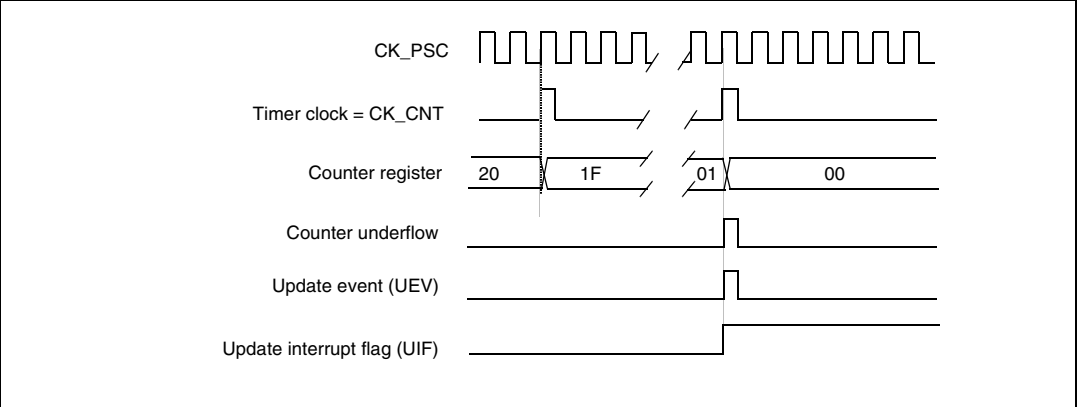 CK_PSC
Timer clock = CK_CNT
Counter register 20 1F 01 00
Counter underflow
Update event (UEV)
Update interrupt flag (UIF)